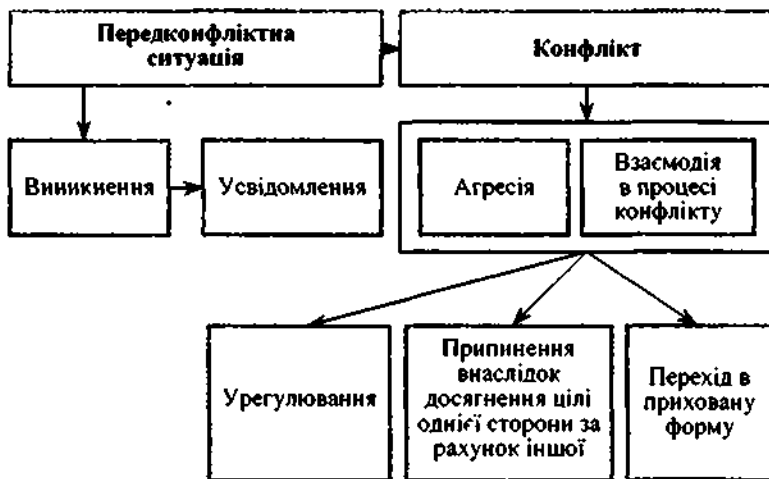 Передконфліктна
ситуація
Конфлікт
Виникнення
Усвідомлення
Агресія
Взаємодія
в процесі
конфлікту
Урегулювання
Припинення
внаслідок
досягнення цілі
однієї сторони за
рахунок іншої
Перехід в
приховану
форму